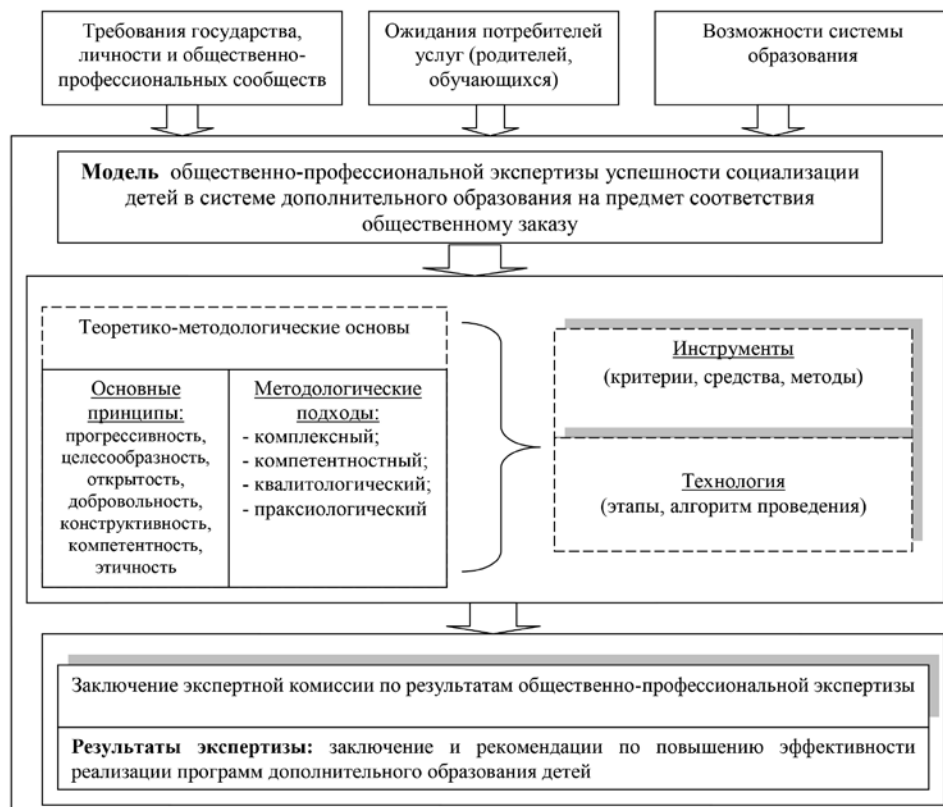 Требования государства,
личности и общественно-
профессиональных сообществ
Ожидания потребителей
услуг (родителей,
обучающихся)
Возможности системы
образования
Модель общественно-профессиональной экспертизы успешности социализации
детей в системе дополнительного образования на предмет соответствия
общественному заказу
Теоретико-методологические основы
Основные
принципы:
прогрессивность,
целесообразность,
открытость,
добровольность,
конструктивность,
компетентность,
этичность
Методологические
подходы:
- комплексный;
- компетентностный;
- квалитологический;
- праксиологический
Инструменты
(критерии, средства, методы)
Технология
(этапы, алгоритм проведения)
Заключение экспертной комиссии по результатам общественно-профессиональной экспертизы
Результаты экспертизы: заключение и рекомендации по повышению эффективности
реализации программ дополнительного образования детей